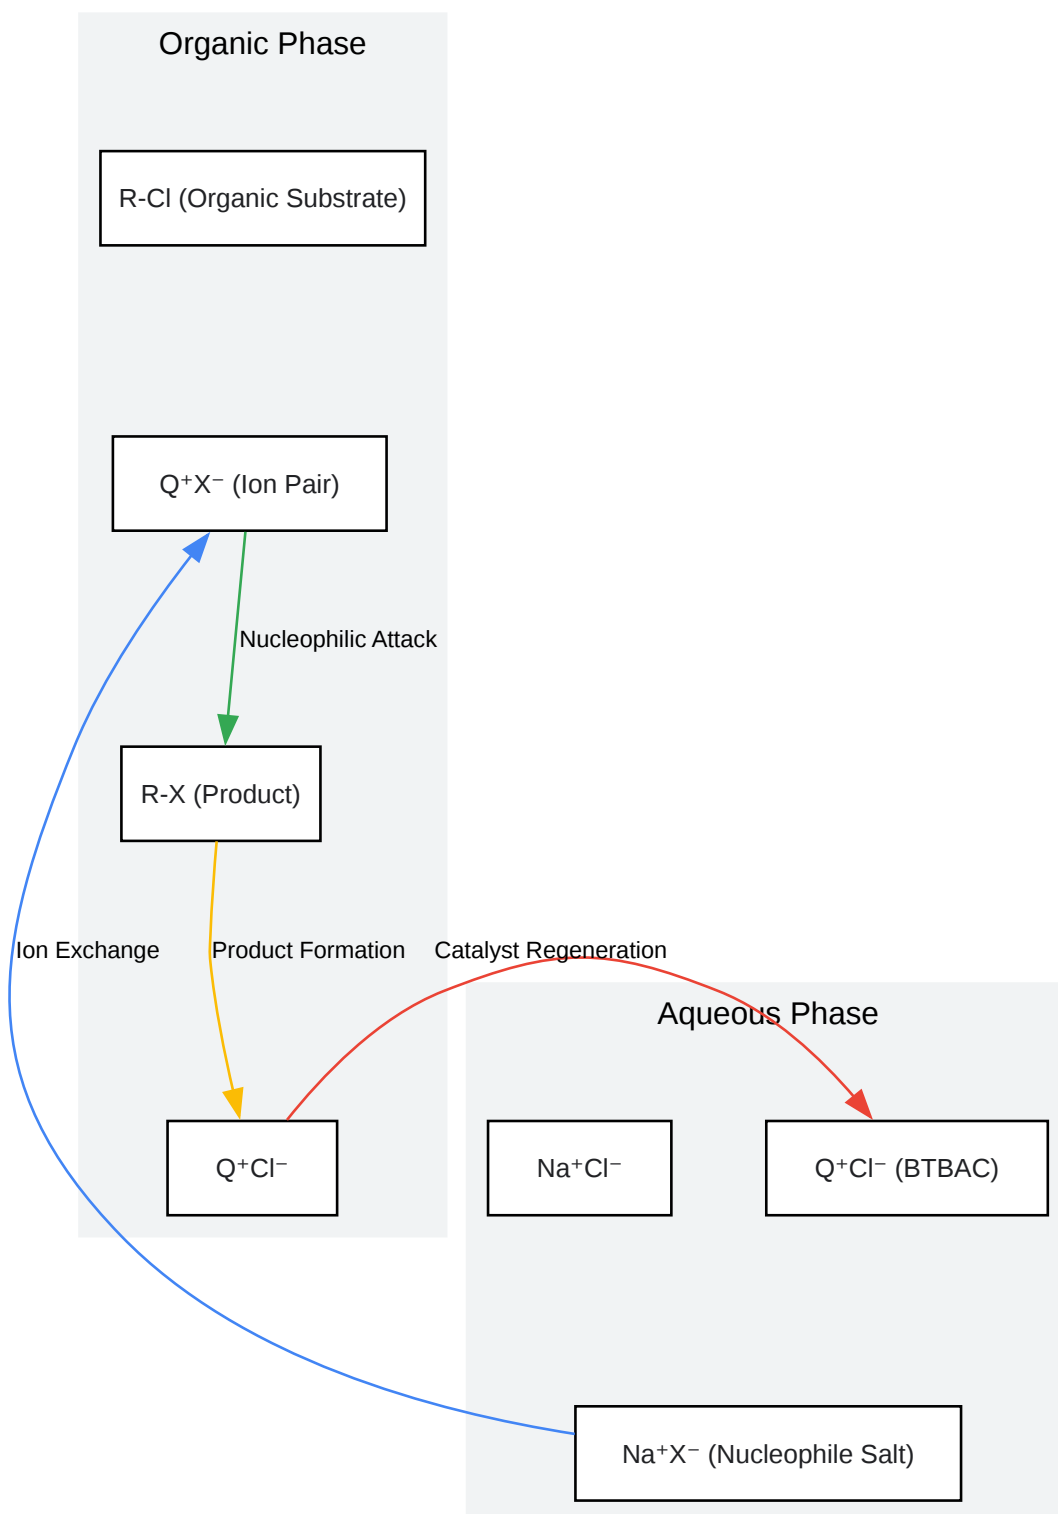 Organic Phase
R-Cl (Organic Substrate)
Q⁺X⁻ (Ion Pair)
Nucleophilic Attack
R-X (Product)
Ion Exchange
Product Formation
Catalyst Regeneration
Aqueous Phase
Q⁺Cl⁻
Na⁺Cl⁻
Q⁺Cl⁻ (BTBAC)
Na⁺X⁻ (Nucleophile Salt)